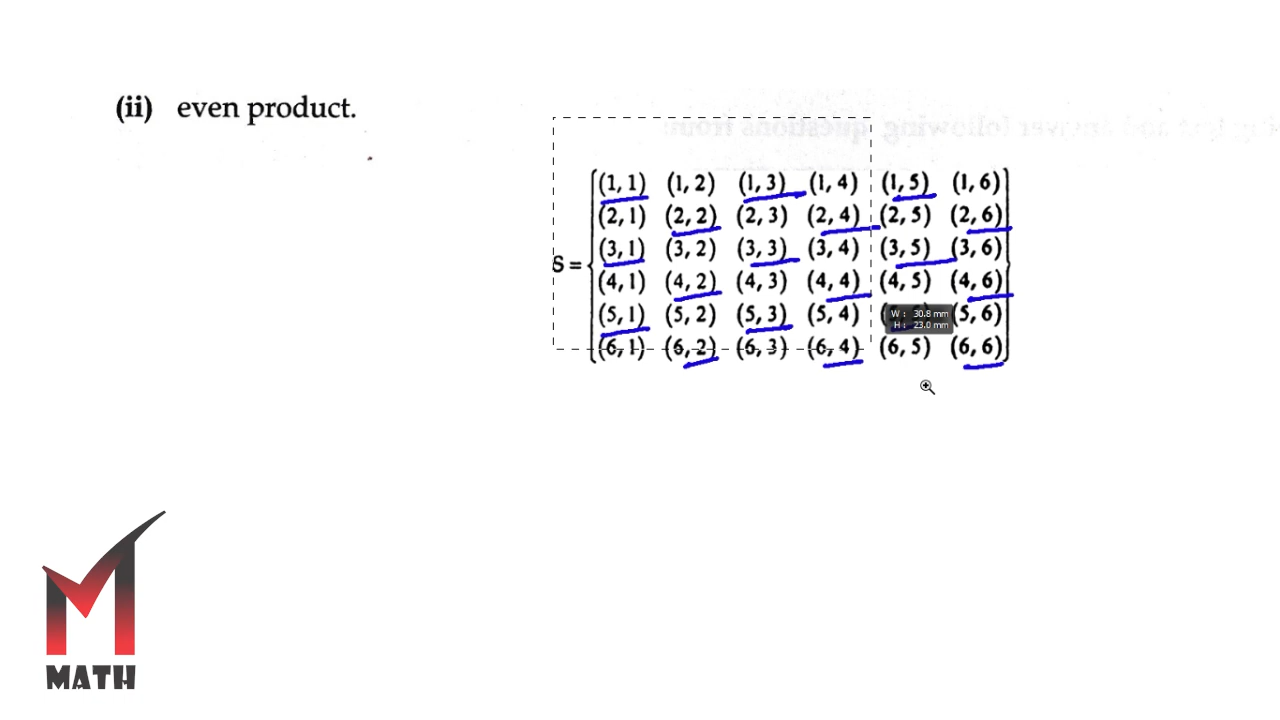 (ii) even product.
(1, 1) (1, 2) (1, 3) (1, 4) (1, 5) (1, 6)
(2, 1) (2, 2) (2, 3) (2, 4) (2, 5) (2, 6)
(3, 1) (3, 2) (3, 3) (3, 4) (3, 5) (3, 6)
S =
(4, 1) (4, 2) (4, 3) (4, 4) (4, 5) (4, 6)
(5, 1) (5, 2) (5, 3) (5, 4) (5, 6)
W : 30.8 mm
H : 23.0 mm
(6, 1) (6, 2) (6, 3) (6, 4) (6, 5) (6, 6)
MATH